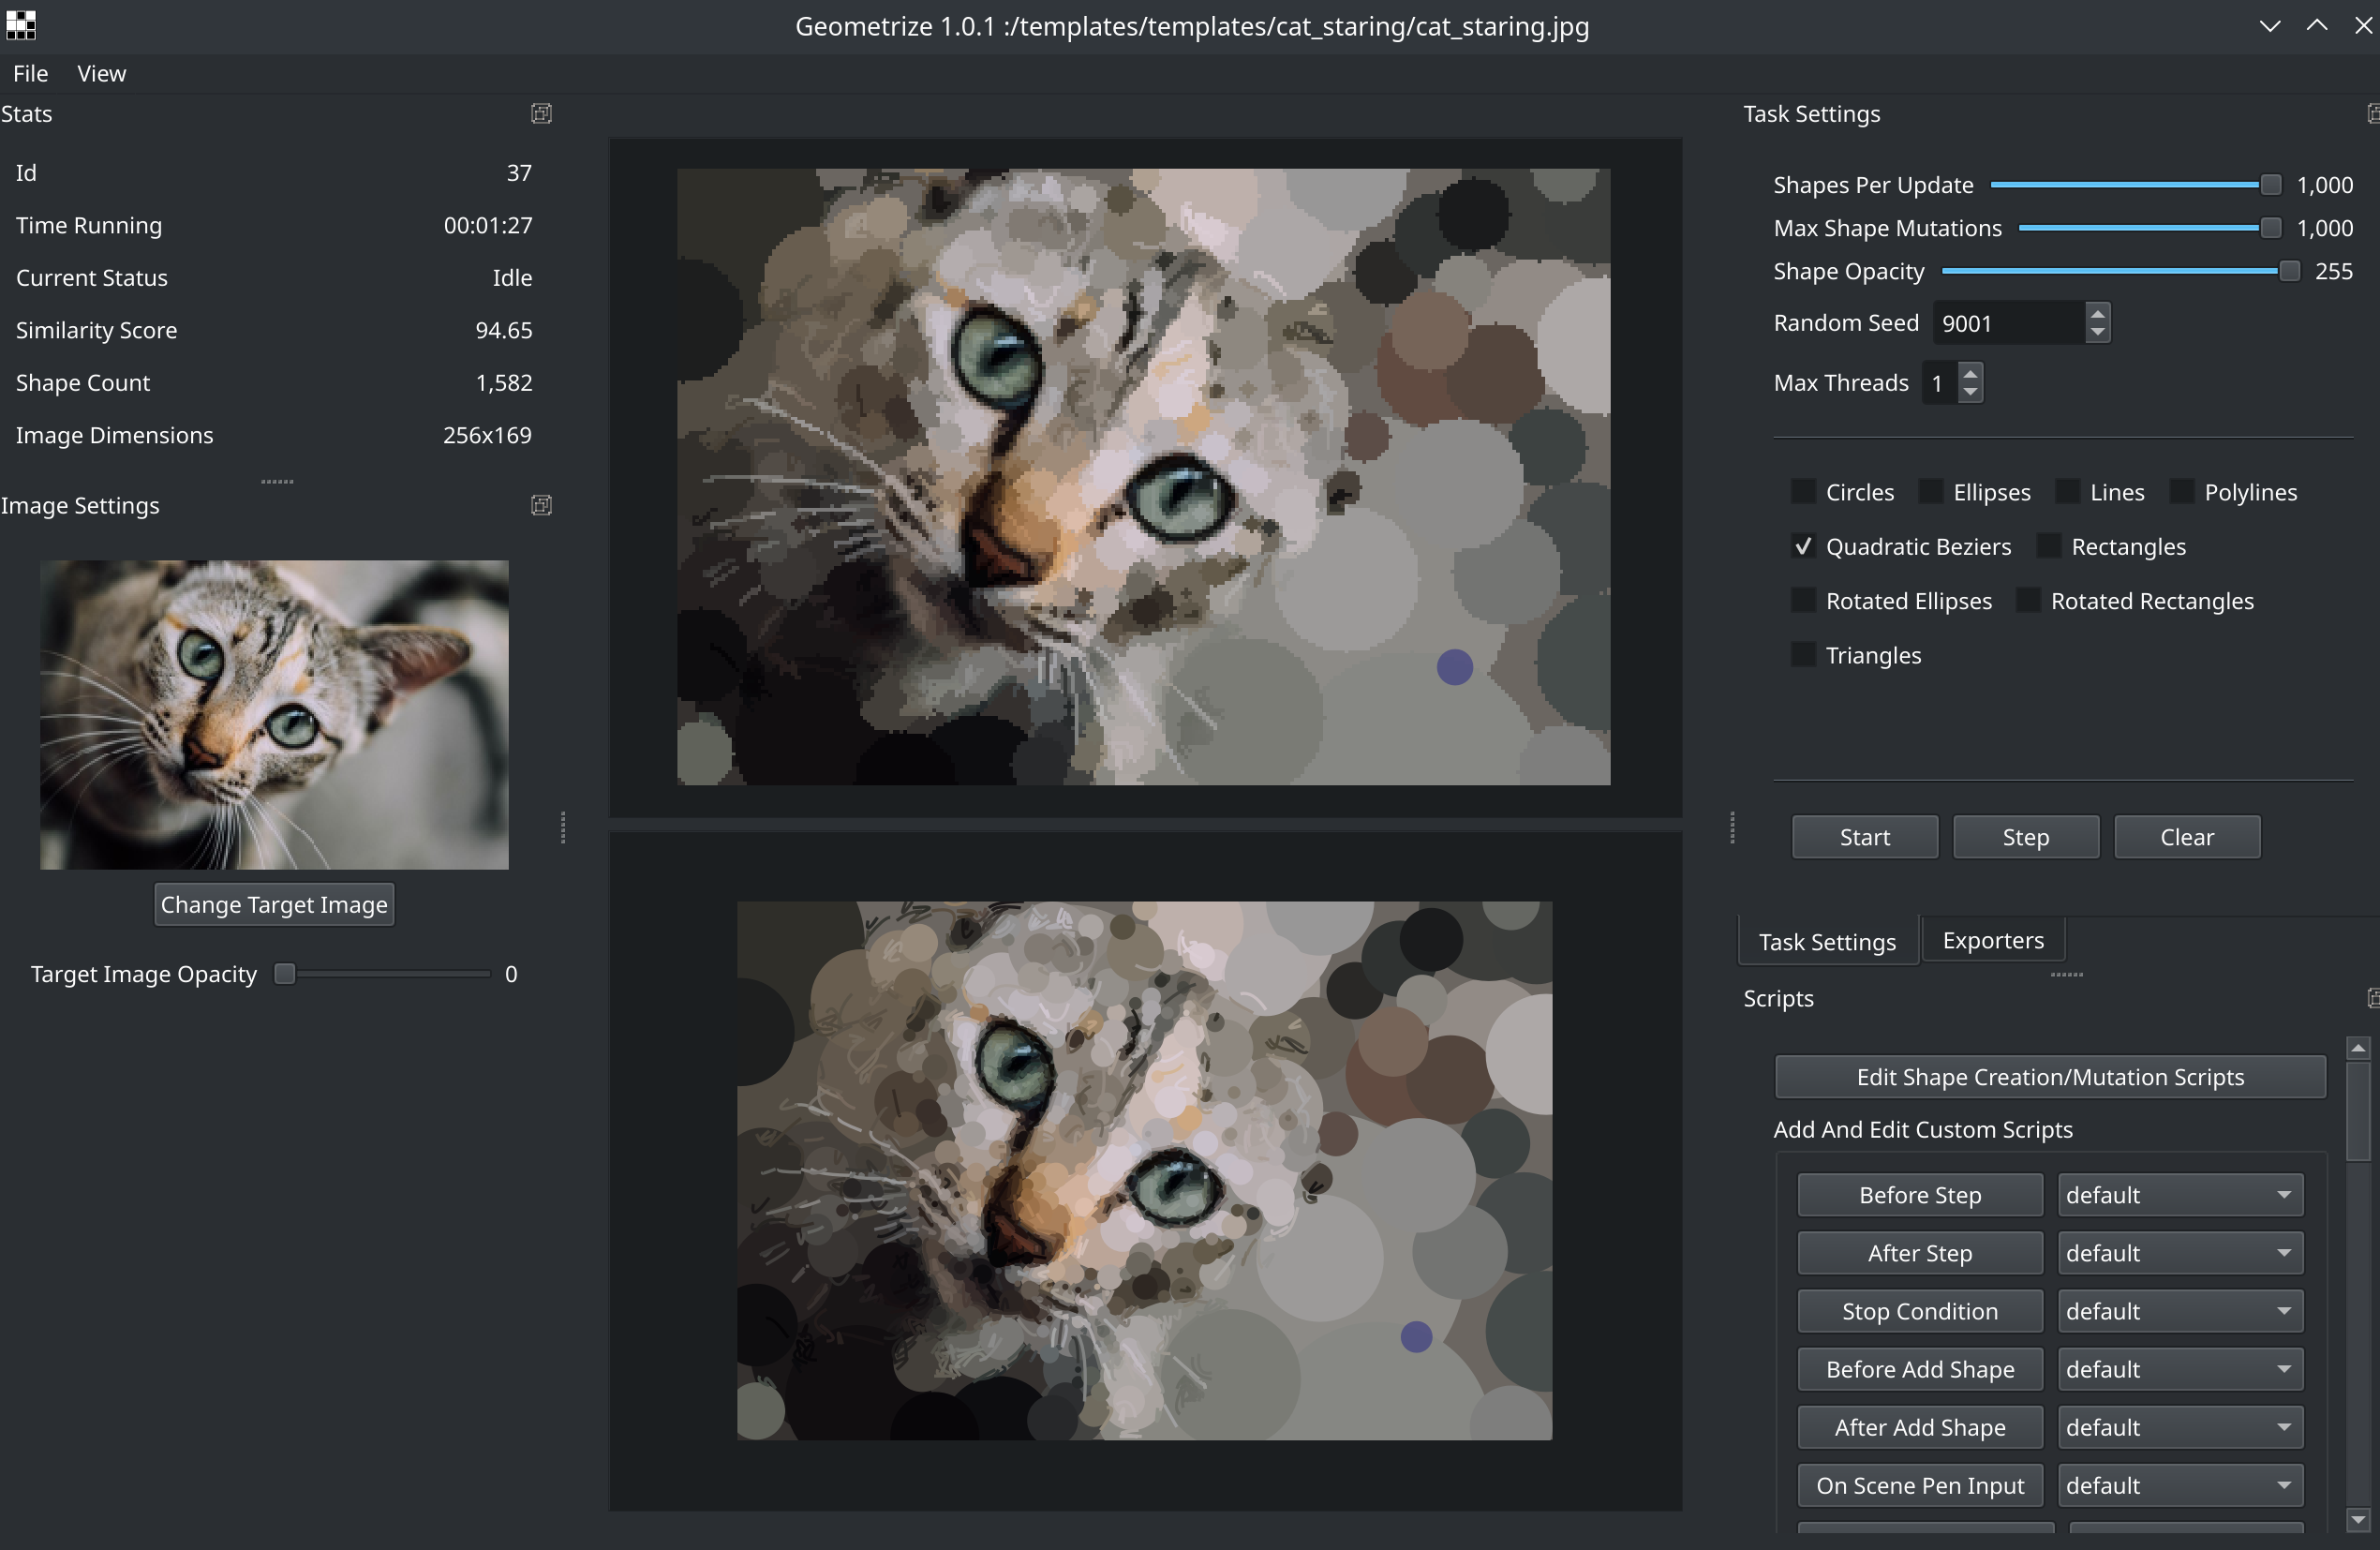 Geometrize 1.0.1 :/templates/templates/cat_staring/cat_staring.jpg
File View
Stats
Id 37
Time Running 00:01:27
Current Status Idle
Similarity Score 94.65
Shape Count 1,582
Image Dimensions 256x169
Image Settings
Change Target Image
Target Image Opacity 0
Task Settings
Shapes Per Update 1,000
Max Shape Mutations 1,000
Shape Opacity 255
Random Seed 9001
Max Threads 1
Circles Ellipses Lines Polylines
Quadratic Beziers Rectangles
Rotated Ellipses Rotated Rectangles
Triangles
Start Step Clear
Task Settings Exporters
Scripts
Edit Shape Creation/Mutation Scripts
Add And Edit Custom Scripts
Before Step default
After Step default
Stop Condition default
Before Add Shape default
After Add Shape default
On Scene Pen Input default